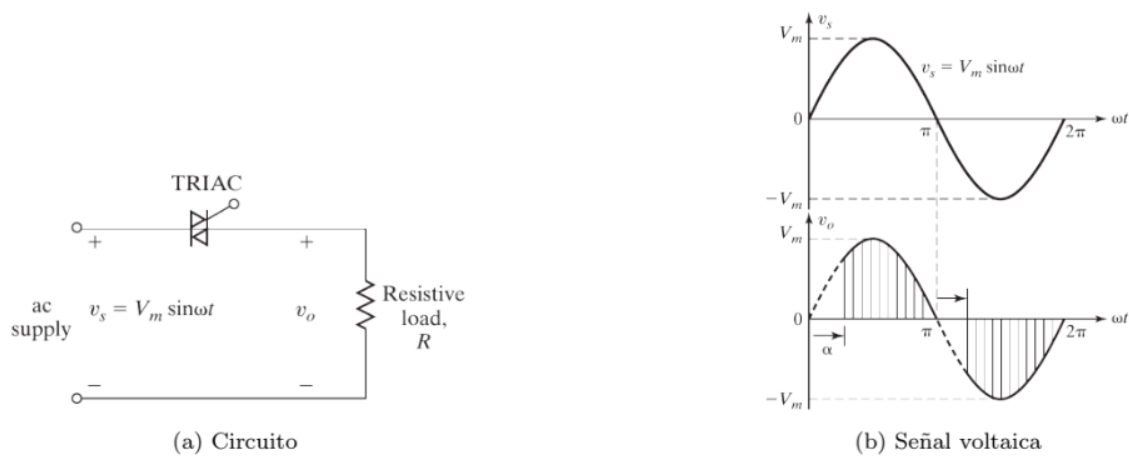 TRIAC
+
+
ac
supply
v_s = V_m sinωt
v_o
Resistive
load,
R
−
−
(a) Circuito
v_s
V_m
v_s = V_m sinωt
0
π
2π
ωt
−V_m
v_o
V_m
0
α
π
2π
ωt
−V_m
(b) Señal voltaica